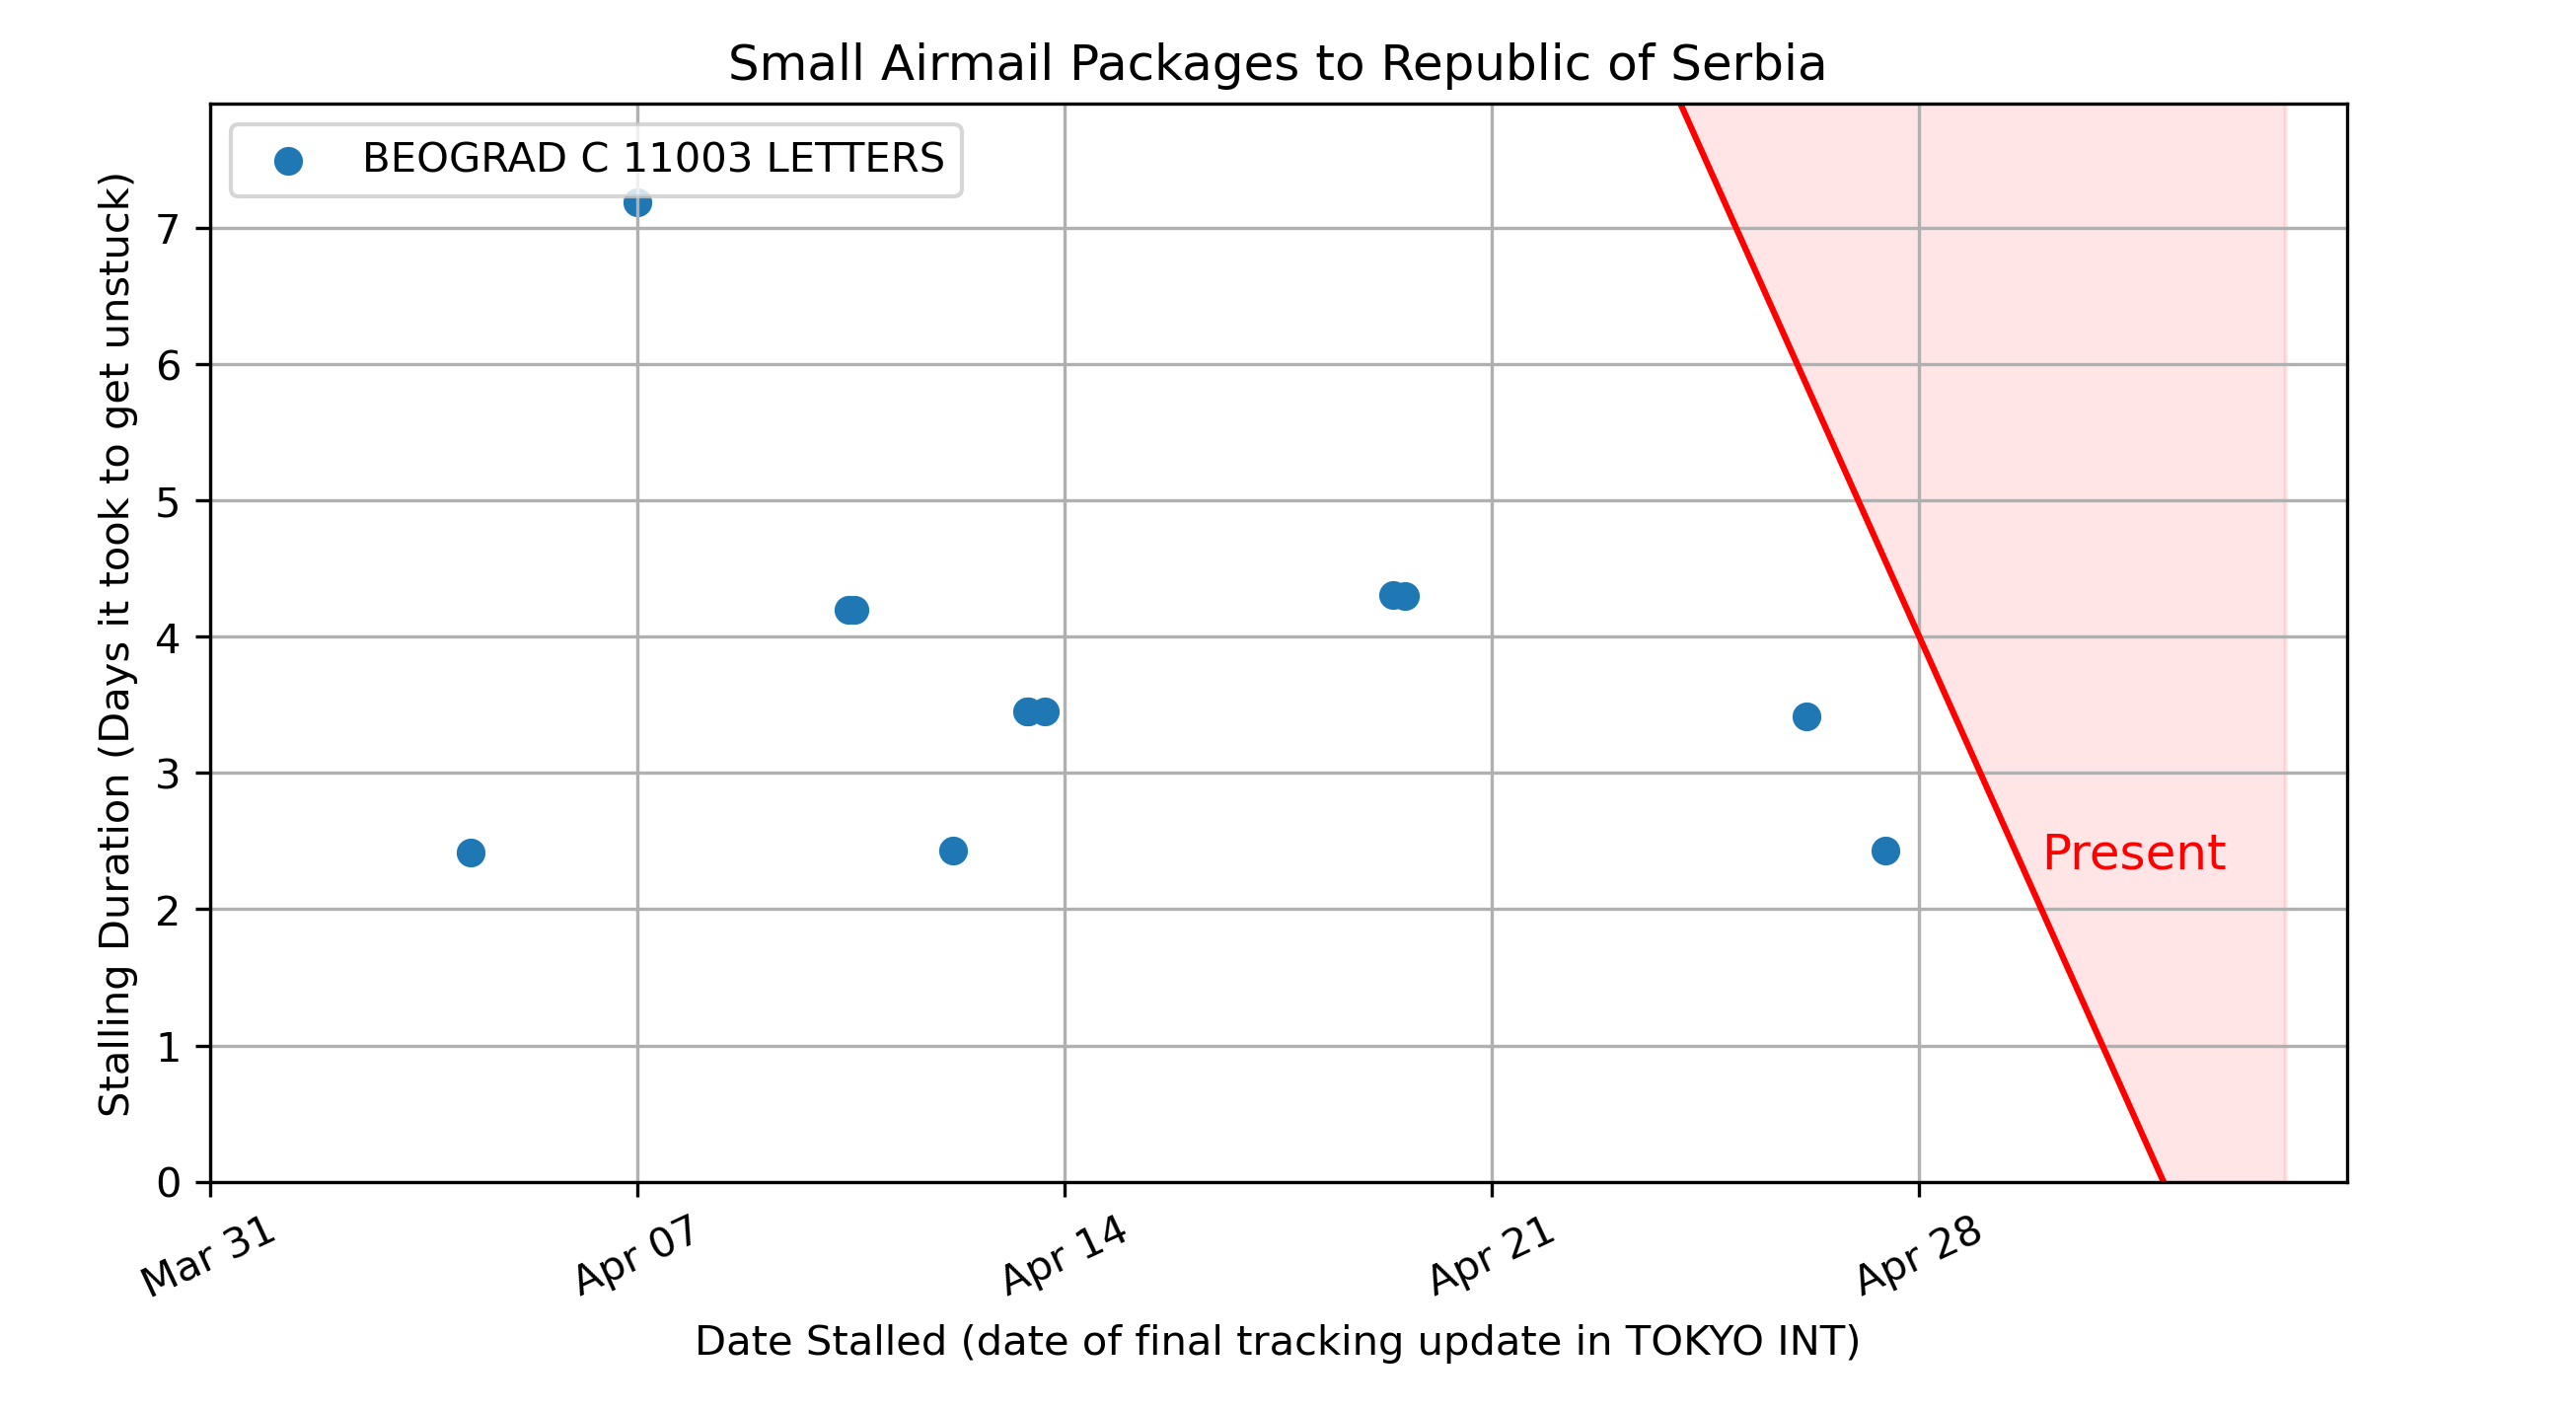 Small Airmail Packages to Republic of Serbia
BEOGRAD C 11003 LETTERS
Stalling Duration (Days it took to get unstuck)
7
6
5
4
3
2
1
0
Present
Mar 31
Apr 07
Apr 14
Apr 21
Apr 28
Date Stalled (date of final tracking update in TOKYO INT)